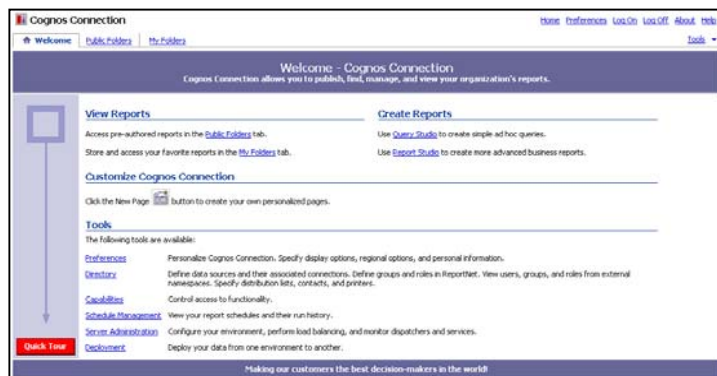 Cognos Connection
Home Preferences Log On Log Off About Help
Welcome Public Folders My Folders Tools
Welcome - Cognos Connection
Cognos Connection allows you to publish, find, manage, and view your organization's reports.
View Reports
Access pre-authored reports in the Public Folders tab.
Store and access your favorite reports in the My Folders tab.
Create Reports
Use Query Studio to create simple ad hoc queries.
Use Report Studio to create more advanced business reports.
Customize Cognos Connection
Click the New Page button to create your own personalized pages.
Tools
The following tools are available:
Preferences Personalize Cognos Connection. Specify display options, regional options, and personal information.
Directory Define data sources and their associated connections. Define groups and roles in ReportNet. View users, groups, and roles from external
namespaces. Specify distribution lists, contacts, and printers.
Capabilities Control access to functionality.
Schedule Management View your report schedules and their run history.
Server Administration Configure your environment, perform load balancing, and monitor dispatchers and services.
Deployment Deploy your data from one environment to another.
Quick Tour
Making our customers the best decision-makers in the world!